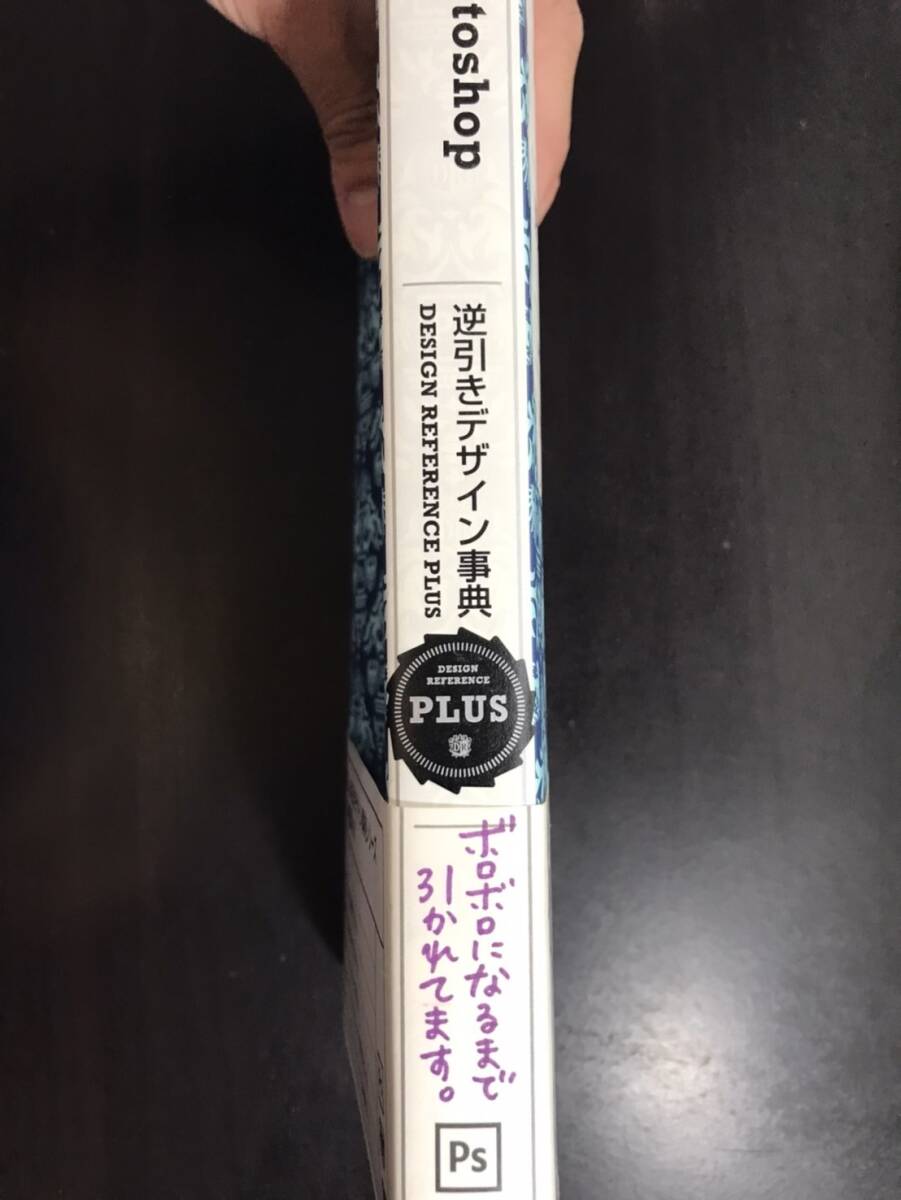 toshop
逆引きデザイン事典
DESIGN REFERENCE PLUS
DESIGN
REFERENCE
PLUS
ボロボロになるまで
引かれてます。
Ps